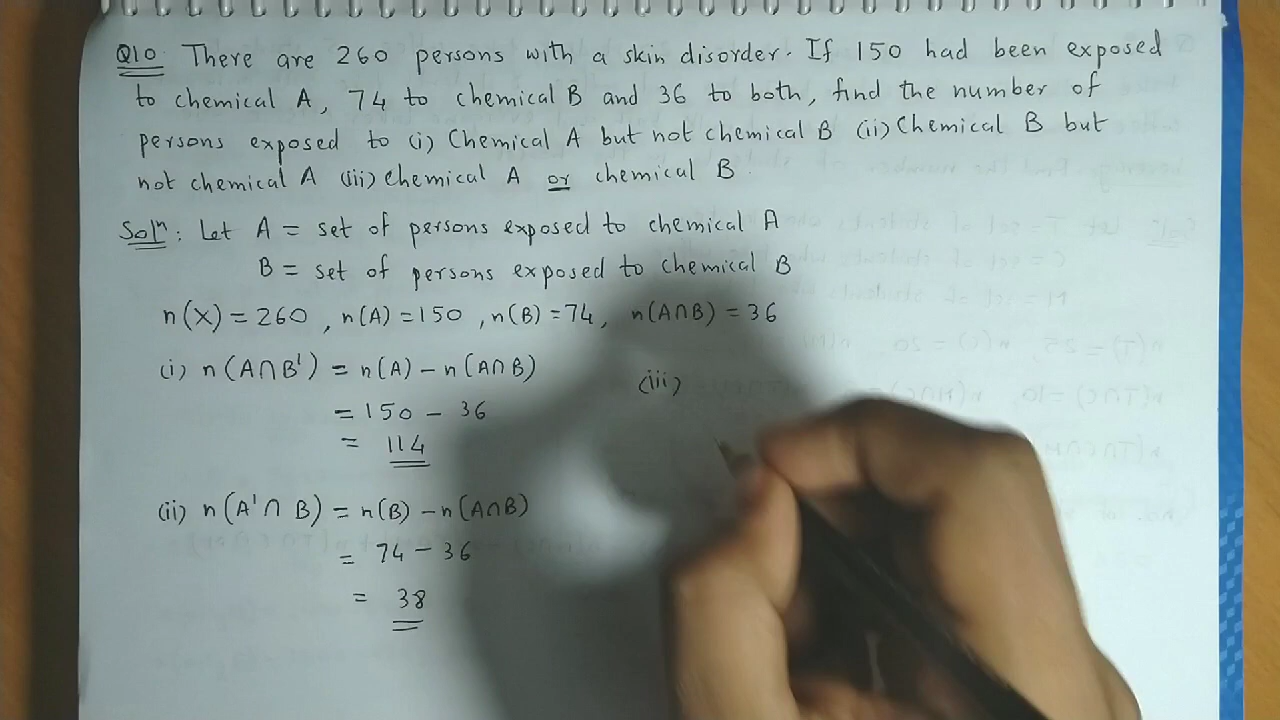 Q10 There are 260 persons with a skin disorder. If 150 had been exposed
to chemical A, 74 to chemical B and 36 to both, find the number of
persons exposed to (i) Chemical A but not chemical B (ii) Chemical B but
not chemical A (iii) Chemical A or chemical B.
Solⁿ: Let A = set of persons exposed to chemical A
B = set of persons exposed to chemical B
n(X) = 260, n(A) = 150, n(B) = 74, n(A∩B) = 36
(i) n(A∩B') = n(A) - n(A∩B)
= 150 - 36
= 114
(ii) n(A'∩B) = n(B) - n(A∩B)
= 74 - 36
= 38
(iii)